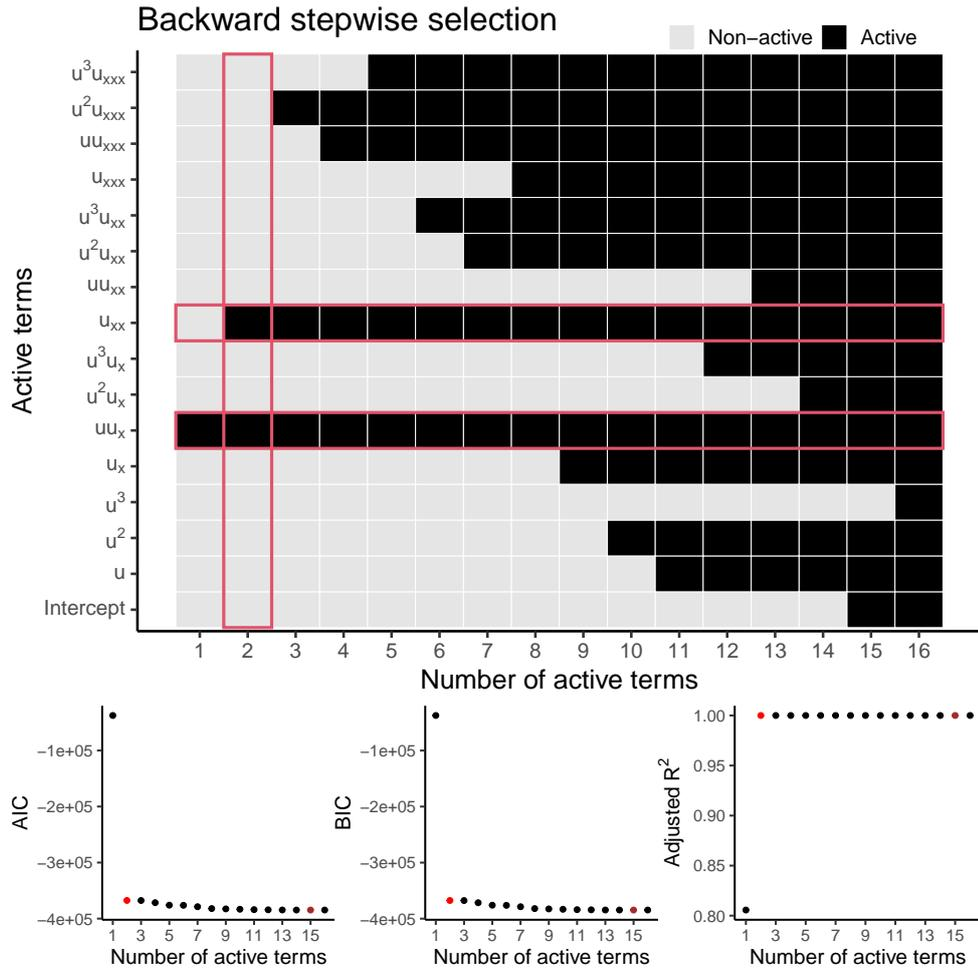 Backward stepwise selection
Non−active Active
Active terms
u³uₓₓₓ
u²uₓₓₓ
uuₓₓₓ
uₓₓₓ
u³uₓₓ
u²uₓₓ
uuₓₓ
uₓₓ
u³uₓ
u²uₓ
uuₓ
uₓ
u³
u²
u
Intercept
1 2 3 4 5 6 7 8 9 10 11 12 13 14 15 16
Number of active terms
AIC
−1e+05
−2e+05
−3e+05
−4e+05
1 3 5 7 9 11 13 15
Number of active terms
BIC
−1e+05
−2e+05
−3e+05
−4e+05
1 3 5 7 9 11 13 15
Number of active terms
Adjusted R²
1.00
0.95
0.90
0.85
0.80
1 3 5 7 9 11 13 15
Number of active terms